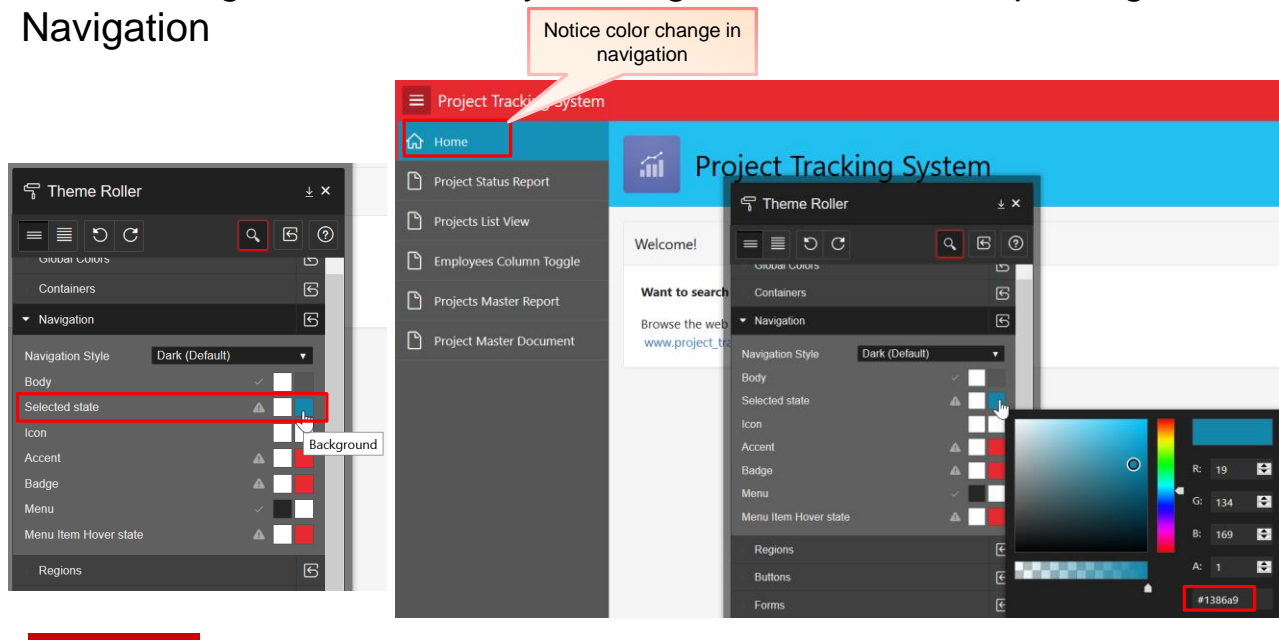 Navigation
Notice color change in
navigation
Theme Roller
Global Colors
Containers
Navigation
Navigation Style Dark (Default)
Body
Selected state
Icon
Background
Accent
Badge
Menu
Menu Item Hover state
Regions
Project Tracking System
Home
Project Status Report
Projects List View
Employees Column Toggle
Projects Master Report
Project Master Document
Project Tracking System
Welcome!
Want to search
Browse the web
Theme Roller
Global Colors
Containers
Navigation
Navigation Style Dark (Default)
Body
Selected state
Icon
Accent
Badge
Menu
Menu Item Hover state
Regions
Buttons
Forms
R: 19
G: 134
B: 169
A: 1
#1386a9